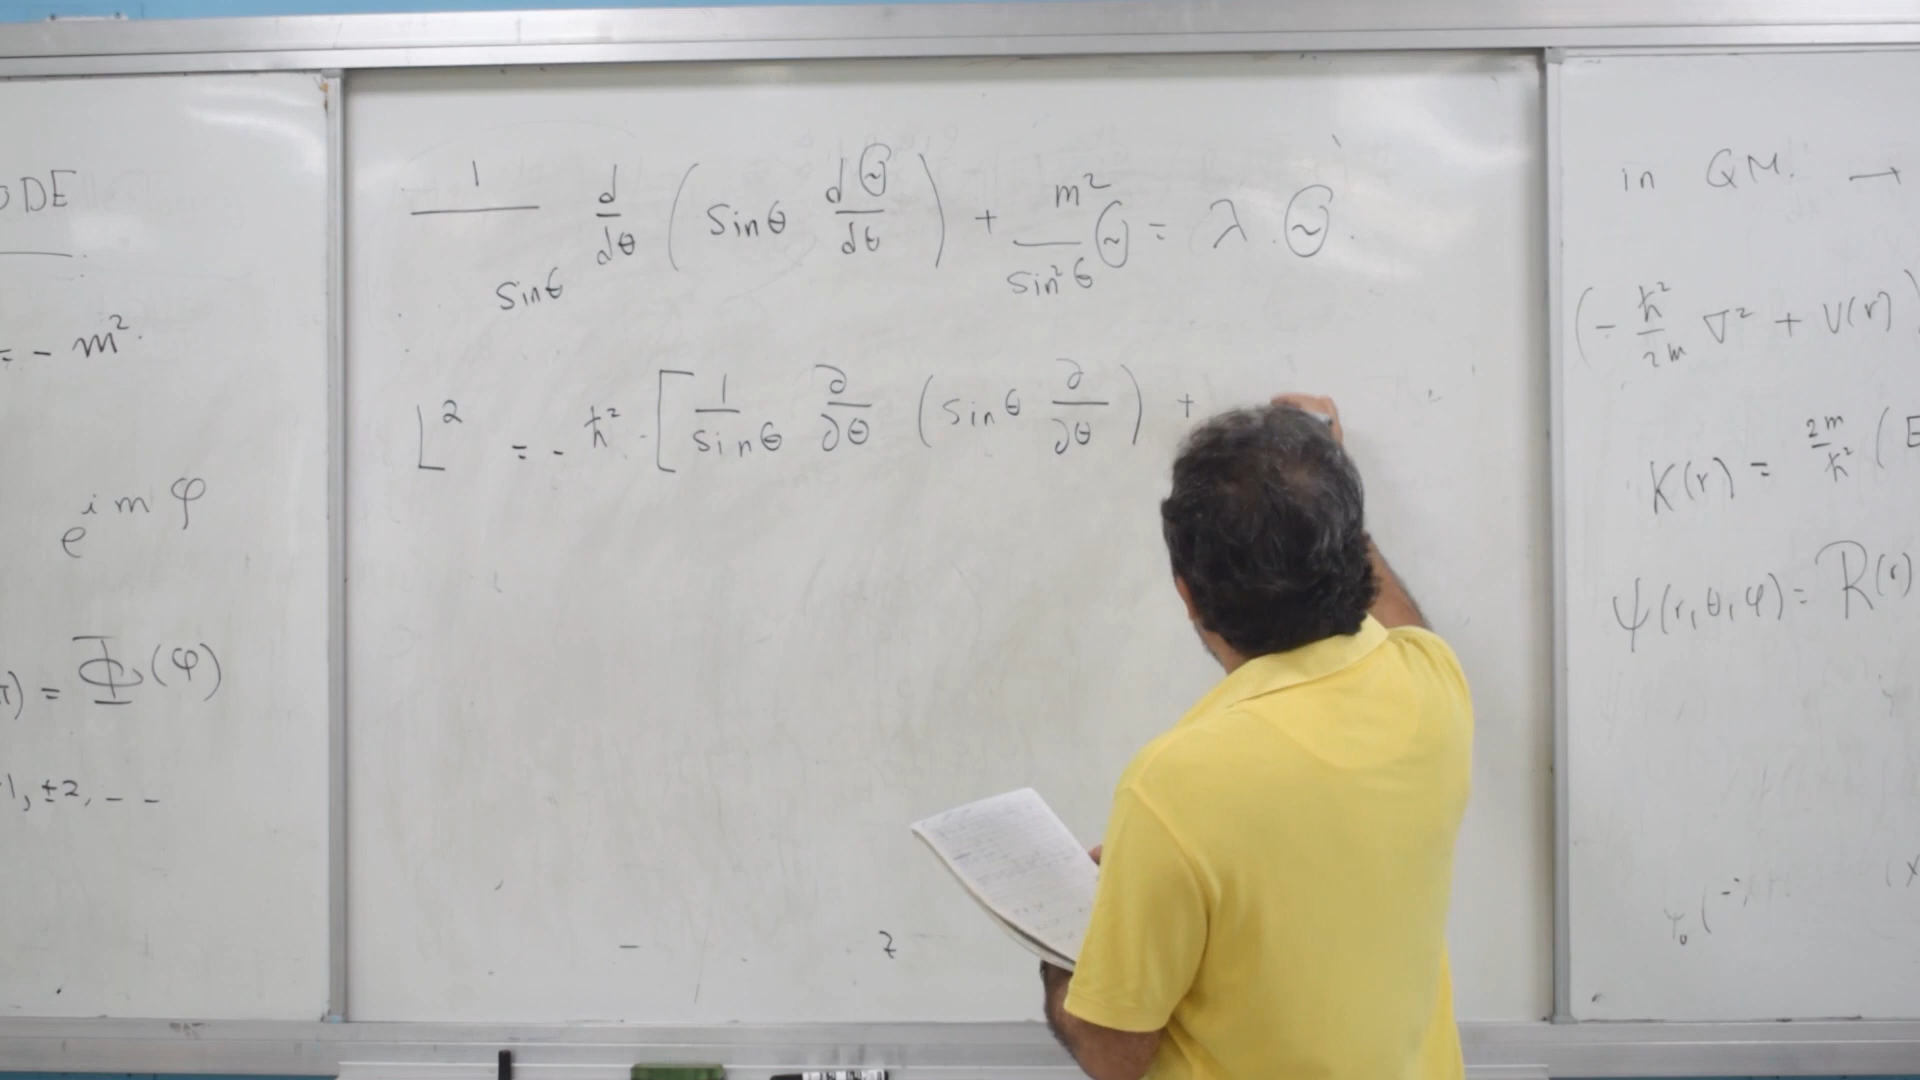 ODE
= - m².
e^{imφ}
) = Φ(φ)
1, ±2, - -
1/sinθ d/dθ ( sinθ dΘ/dθ ) + m²/sin²θ Θ = λ . Θ.
L² = - ħ² . [ 1/sinθ ∂/∂θ ( sinθ ∂/∂θ ) +
- z
in QM. →
( - ħ²/2m ∇² + V(r) )
K(r) = 2m/ħ² ( E
ψ(r,θ,φ) = R(r)